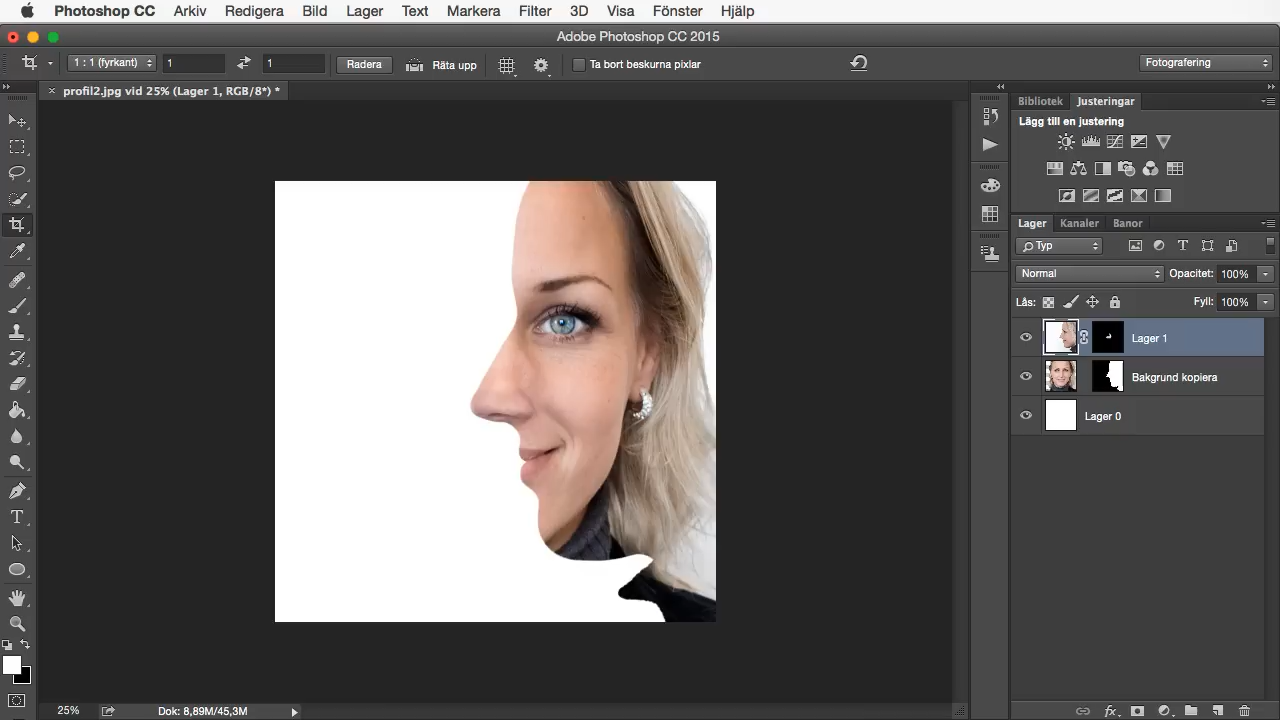 Photoshop CC Arkiv Redigera Bild Lager Text Markera Filter 3D Visa Fönster Hjälp
Adobe Photoshop CC 2015
1 : 1 (fyrkant) 1 1 Radera Räta upp Ta bort beskurna pixlar Fotografering
× profil2.jpg vid 25% (Lager 1, RGB/8*) *
Bibliotek Justeringar
Lägg till en justering
Lager Kanaler Banor
Typ
Normal Opacitet: 100%
Lås: Fyll: 100%
Lager 1
Bakgrund kopiera
Lager 0
25% Dok: 8,89M/45,3M